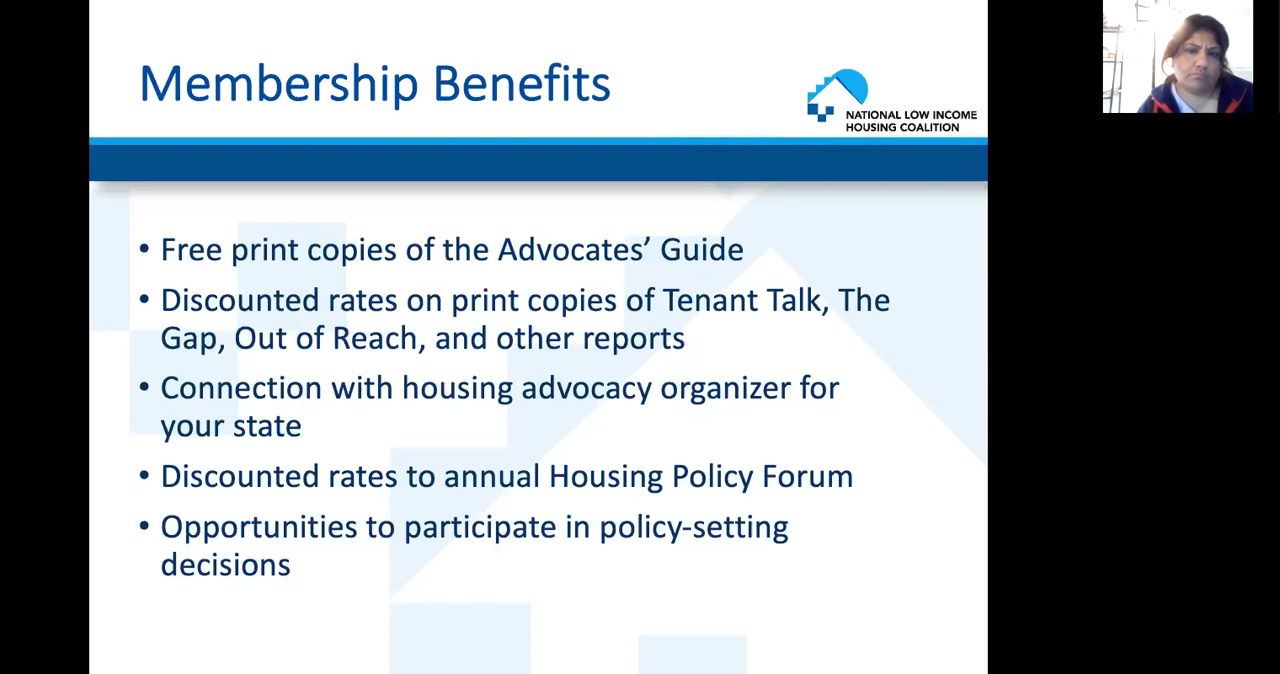 Membership Benefits
NATIONAL LOW INCOME
HOUSING COALITION
• Free print copies of the Advocates’ Guide
• Discounted rates on print copies of Tenant Talk, The
Gap, Out of Reach, and other reports
• Connection with housing advocacy organizer for
your state
• Discounted rates to annual Housing Policy Forum
• Opportunities to participate in policy-setting
decisions